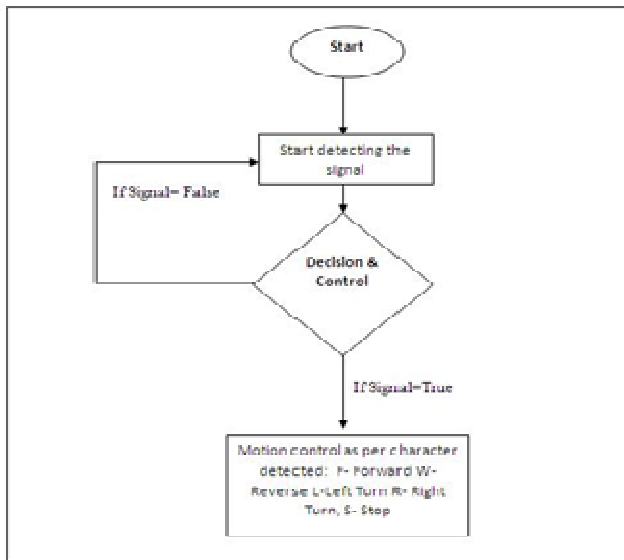 Start
Start detecting the
signal
If Signal= False
Decision &
Control
If Signal=True
Motion control as per character
detected: F- Forward W-
Reverse L-Left Turn R- Right
Turn, S- Stop